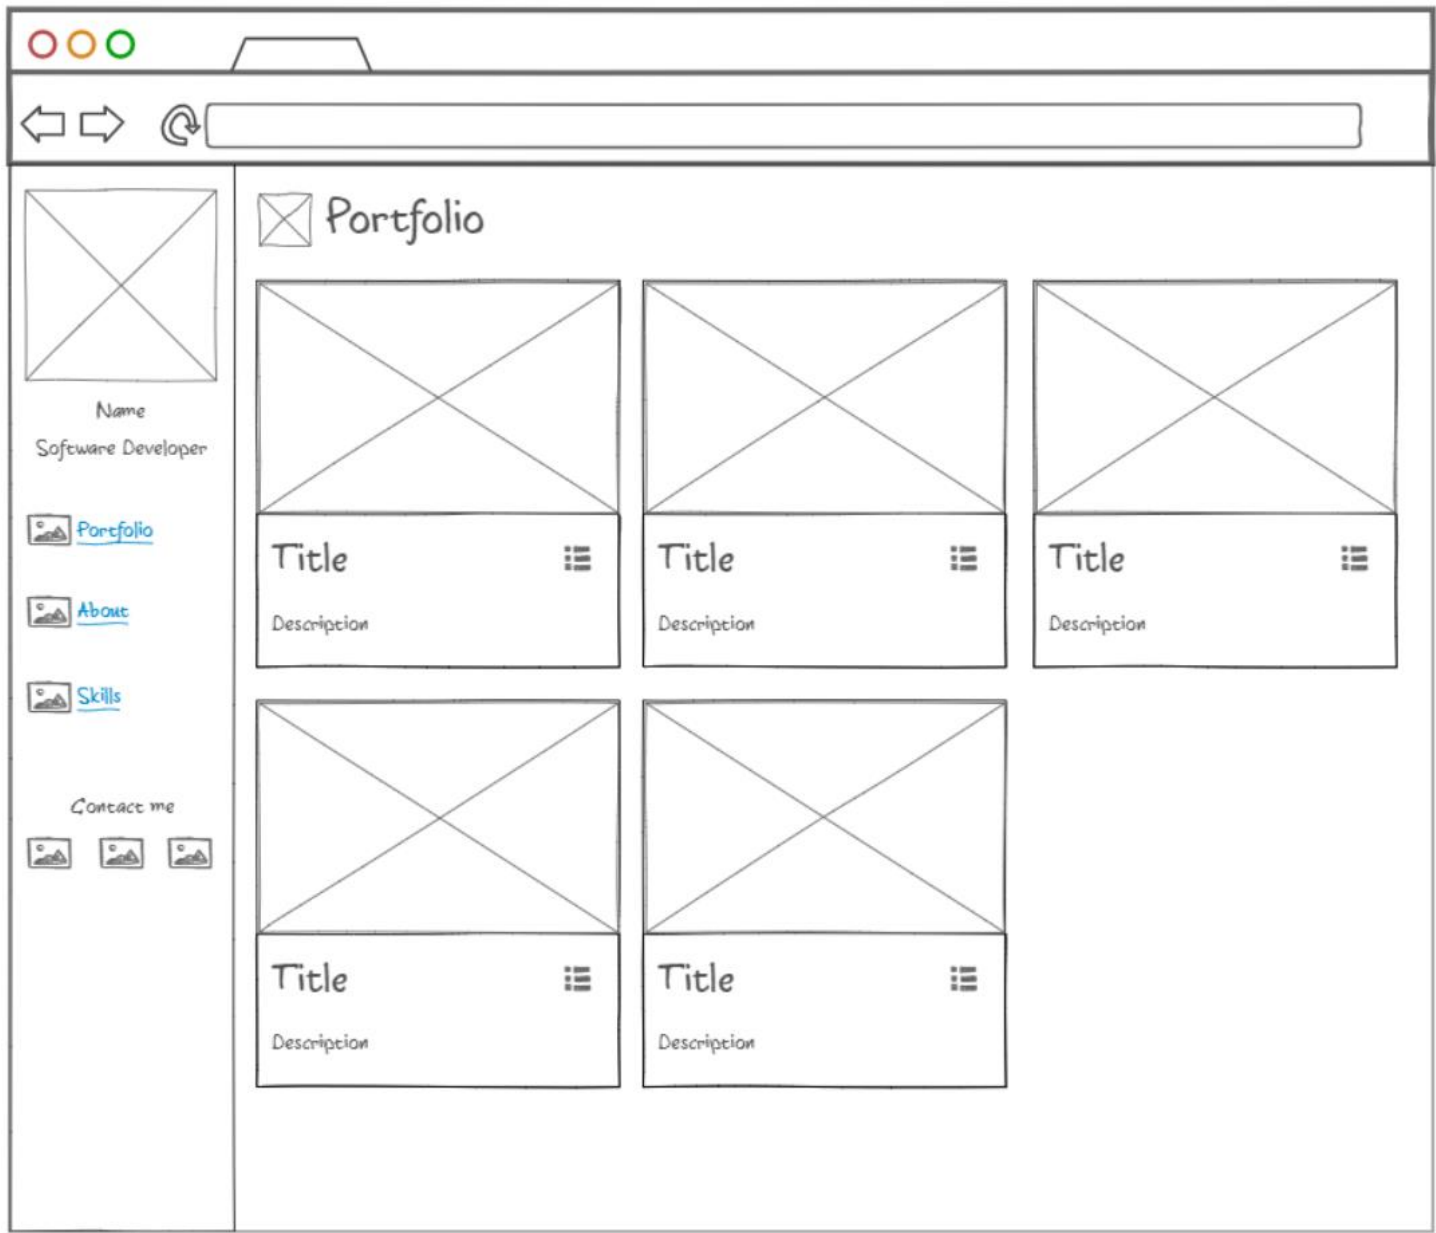 Name
Software Developer
Portfolio
About
Skills
Contact me
Portfolio
Title
Description
Title
Description
Title
Description
Title
Description
Title
Description